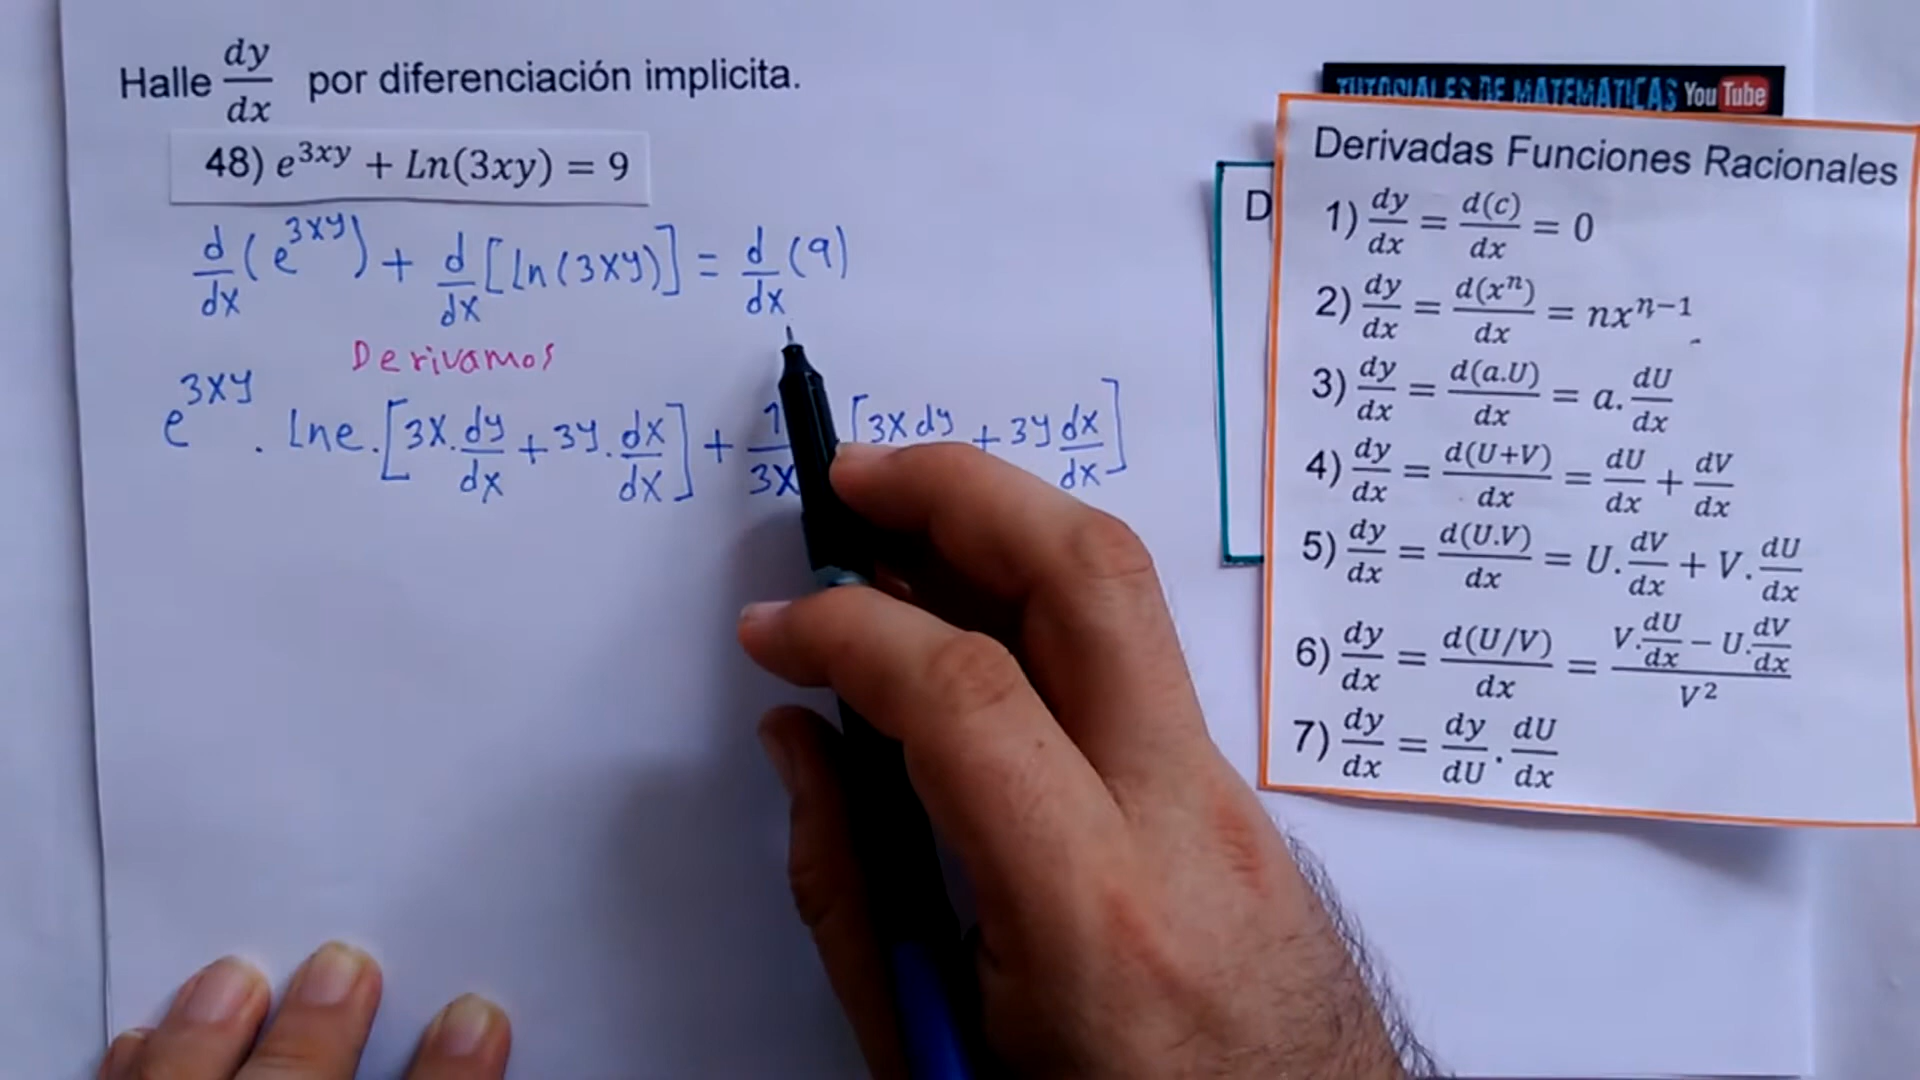 Halle dy/dx por diferenciación implicita.
48) e^{3xy} + Ln(3xy) = 9
d/dx (e^{3xy}) + d/dx [ln(3xy)] = d/dx (9)
Derivamos
e^{3xy} . lne . [3x . dy/dx + 3y . dx/dx] + 1/3x [3x dy + 3y dx/dx]
TUTORIALES DE MATEMATICAS YouTube
D
Derivadas Funciones Racionales
1) dy/dx = d(c)/dx = 0
2) dy/dx = d(x^n)/dx = nx^{n-1}
3) dy/dx = d(a.U)/dx = a. dU/dx
4) dy/dx = d(U+V)/dx = dU/dx + dV/dx
5) dy/dx = d(U.V)/dx = U. dV/dx + V. dU/dx
6) dy/dx = d(U/V)/dx = (V. dU/dx − U. dV/dx)/V²
7) dy/dx = dy/dU . dU/dx